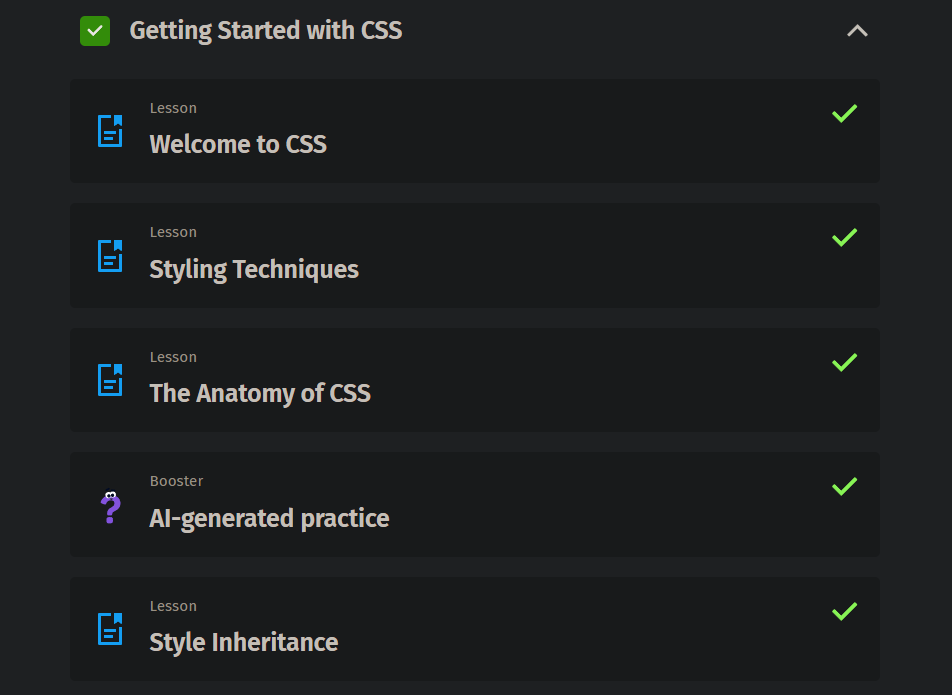 Getting Started with CSS
Lesson
Welcome to CSS
Lesson
Styling Techniques
Lesson
The Anatomy of CSS
Booster
AI-generated practice
Lesson
Style Inheritance